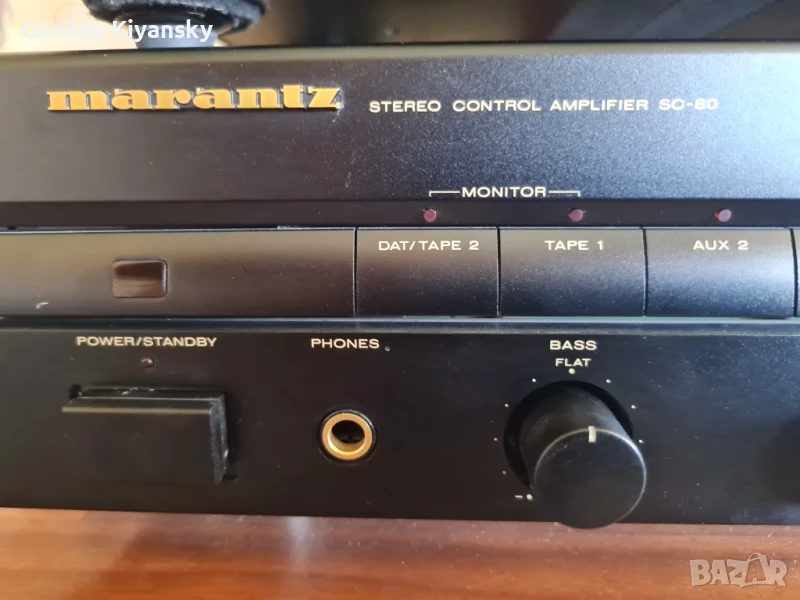 Genady Kiyansky
marantz STEREO CONTROL AMPLIFIER SC-80
MONITOR
DAT/TAPE 2 TAPE 1 AUX 2
POWER/STANDBY PHONES BASS
FLAT
BAZAR